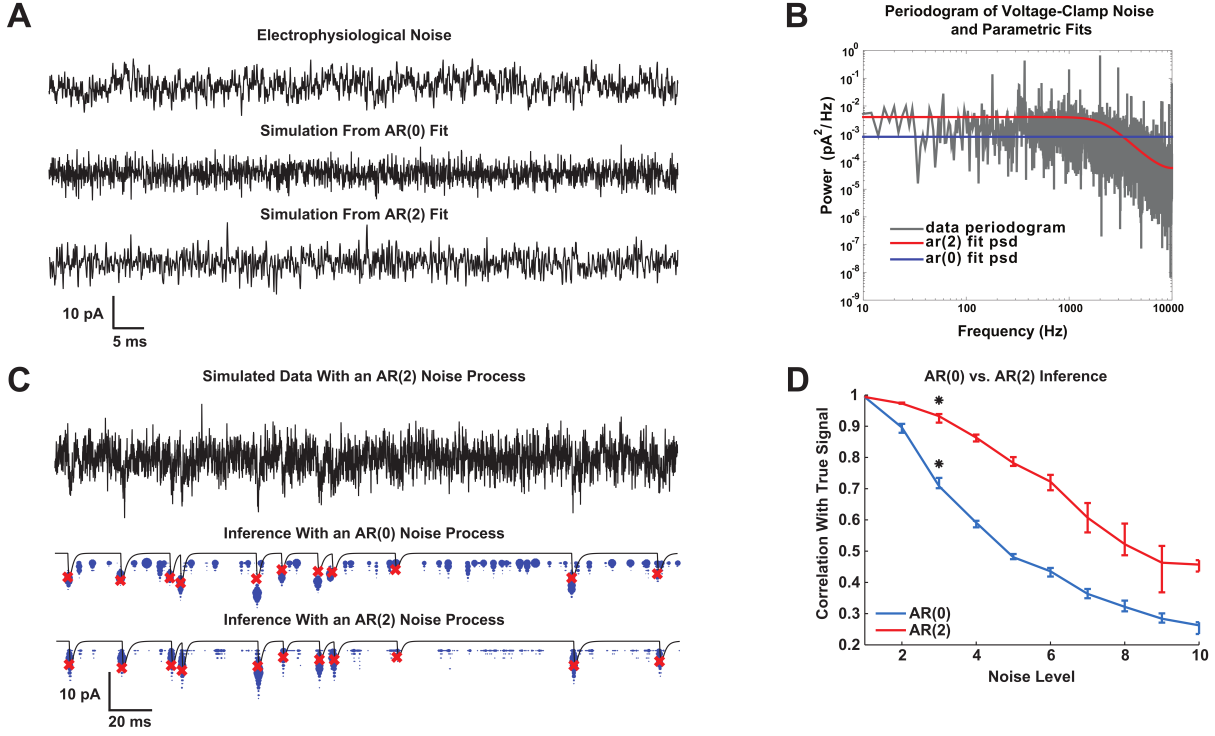 A
Electrophysiological Noise
Simulation From AR(0) Fit
Simulation From AR(2) Fit
10 pA
5 ms
B
Periodogram of Voltage-Clamp Noise
and Parametric Fits
Power (pA²/Hz)
10⁰
10⁻¹
10⁻²
10⁻³
10⁻⁴
10⁻⁵
10⁻⁶
10⁻⁷
10⁻⁸
10⁻⁹
data periodogram
ar(2) fit psd
ar(0) fit psd
10 100 1000 10000
Frequency (Hz)
C
Simulated Data With an AR(2) Noise Process
Inference With an AR(0) Noise Process
Inference With an AR(2) Noise Process
10 pA
20 ms
D
AR(0) vs. AR(2) Inference
Correlation With True Signal
1
0.9
0.8
0.7
0.6
0.5
0.4
0.3
0.2
*
*
AR(0)
AR(2)
2 4 6 8 10
Noise Level